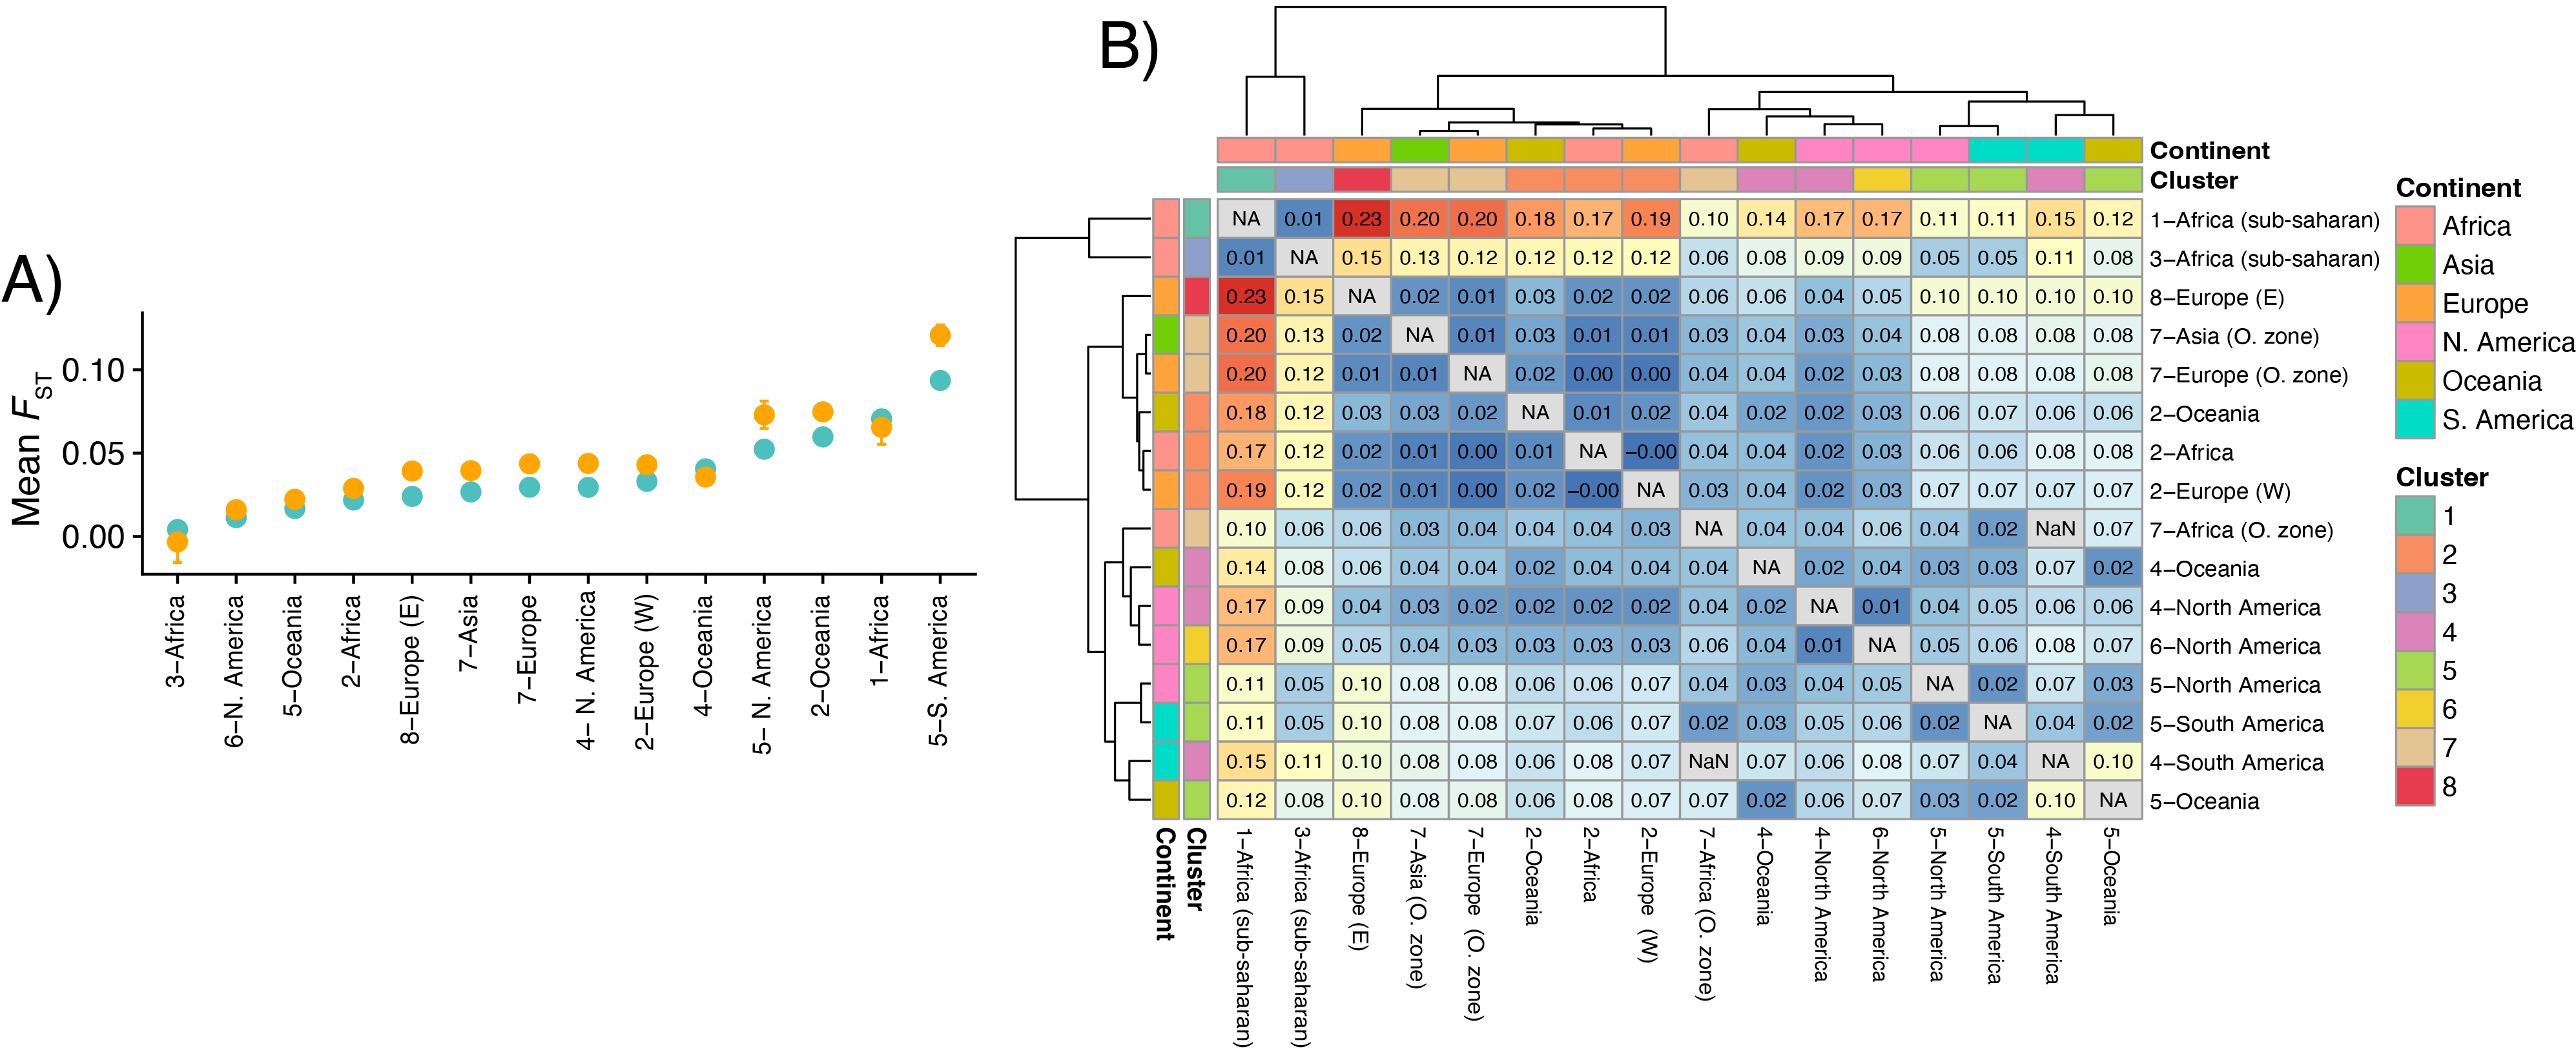 A)
Mean FST
0.10
0.05
0.00
3−Africa
6−N. America
5−Oceania
2−Africa
8−Europe (E)
7−Asia
7−Europe
4− N. America
2−Europe (W)
4−Oceania
5− N. America
2−Oceania
1−Africa
5−S. America
B)
Continent
Cluster
NA 0.01 0.23 0.20 0.20 0.18 0.17 0.19 0.10 0.14 0.17 0.17 0.11 0.11 0.15 0.12 1−Africa (sub-saharan)
0.01 NA 0.15 0.13 0.12 0.12 0.12 0.12 0.06 0.08 0.09 0.09 0.05 0.05 0.11 0.08 3−Africa (sub-saharan)
0.23 0.15 NA 0.02 0.01 0.03 0.02 0.02 0.06 0.06 0.04 0.05 0.10 0.10 0.10 0.10 8−Europe (E)
0.20 0.13 0.02 NA 0.01 0.03 0.01 0.01 0.03 0.04 0.03 0.04 0.08 0.08 0.08 0.08 7−Asia (O. zone)
0.20 0.12 0.01 0.01 NA 0.02 0.00 0.00 0.04 0.04 0.02 0.03 0.08 0.08 0.08 0.08 7−Europe (O. zone)
0.18 0.12 0.03 0.03 0.02 NA 0.01 0.02 0.04 0.02 0.02 0.03 0.06 0.07 0.06 0.06 2−Oceania
0.17 0.12 0.02 0.01 0.00 0.01 NA −0.00 0.04 0.04 0.02 0.03 0.06 0.06 0.08 0.08 2−Africa
0.19 0.12 0.02 0.01 0.00 0.02 −0.00 NA 0.03 0.04 0.02 0.03 0.07 0.07 0.07 0.07 2−Europe (W)
0.10 0.06 0.06 0.03 0.04 0.04 0.04 0.03 NA 0.04 0.04 0.06 0.04 0.02 NaN 0.07 7−Africa (O. zone)
0.14 0.08 0.06 0.04 0.04 0.02 0.04 0.04 0.04 NA 0.02 0.04 0.03 0.03 0.07 0.02 4−Oceania
0.17 0.09 0.04 0.03 0.02 0.02 0.02 0.02 0.04 0.02 NA 0.01 0.04 0.05 0.06 0.06 4−North America
0.17 0.09 0.05 0.04 0.03 0.03 0.03 0.03 0.06 0.04 0.01 NA 0.05 0.06 0.08 0.07 6−North America
0.11 0.05 0.10 0.08 0.08 0.06 0.06 0.07 0.04 0.03 0.04 0.05 NA 0.02 0.07 0.03 5−North America
0.11 0.05 0.10 0.08 0.08 0.07 0.06 0.07 0.02 0.03 0.05 0.06 0.02 NA 0.04 0.02 5−South America
0.15 0.11 0.10 0.08 0.08 0.06 0.08 0.07 NaN 0.07 0.06 0.08 0.07 0.04 NA 0.10 4−South America
0.12 0.08 0.10 0.08 0.08 0.06 0.08 0.07 0.07 0.02 0.06 0.07 0.03 0.02 0.10 NA 5−Oceania
Continent
Cluster
1−Africa (sub-saharan)
3−Africa (sub-saharan)
8−Europe (E)
7−Asia (O. zone)
7−Europe (O. zone)
2−Oceania
2−Africa
2−Europe (W)
7−Africa (O. zone)
4−Oceania
4−North America
6−North America
5−North America
5−South America
4−South America
5−Oceania
Continent
Africa
Asia
Europe
N. America
Oceania
S. America
Cluster
1
2
3
4
5
6
7
8